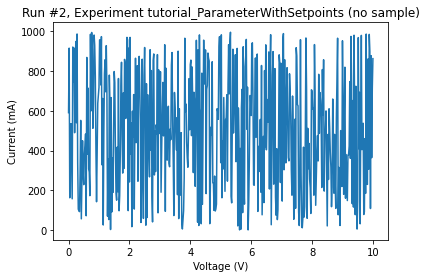 Run #2, Experiment tutorial_ParameterWithSetpoints (no sample)
1000
800
600
400
200
0
Current (mA)
0 2 4 6 8 10
Voltage (V)